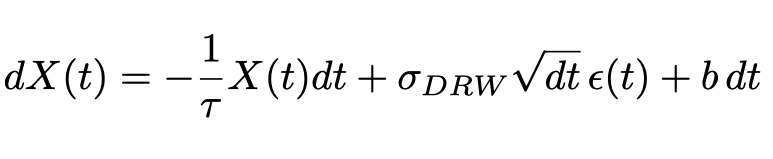 dX(t) = -\frac{1}{\tau}X(t)dt + \sigma_{DRW}\sqrt{dt}\,\epsilon(t) + b\,dt